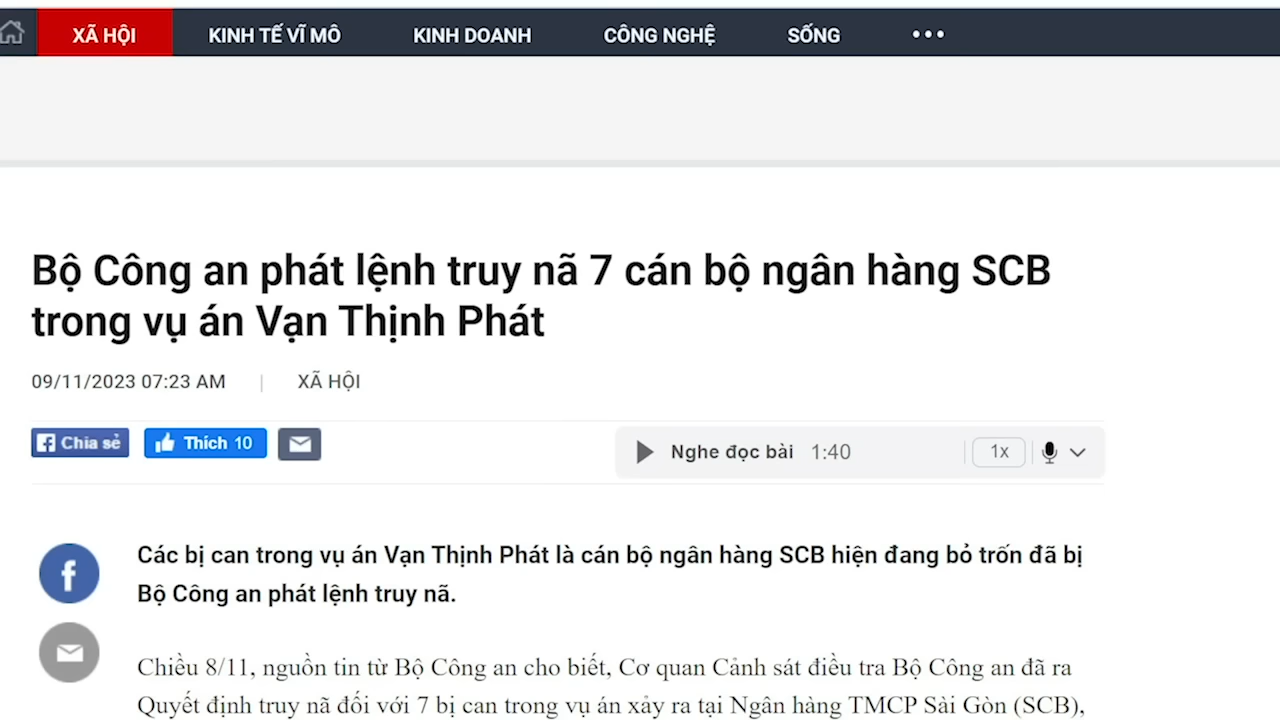 XÃ HỘI KINH TẾ VĨ MÔ KINH DOANH CÔNG NGHỆ SỐNG •••
Bộ Công an phát lệnh truy nã 7 cán bộ ngân hàng SCB
trong vụ án Vạn Thịnh Phát
09/11/2023 07:23 AM | XÃ HỘI
Chia sẻ Thích 10 Nghe đọc bài 1:40 1x
Các bị can trong vụ án Vạn Thịnh Phát là cán bộ ngân hàng SCB hiện đang bỏ trốn đã bị
Bộ Công an phát lệnh truy nã.
Chiều 8/11, nguồn tin từ Bộ Công an cho biết, Cơ quan Cảnh sát điều tra Bộ Công an đã ra
Quyết định truy nã đối với 7 bị can trong vụ án xảy ra tại Ngân hàng TMCP Sài Gòn (SCB),